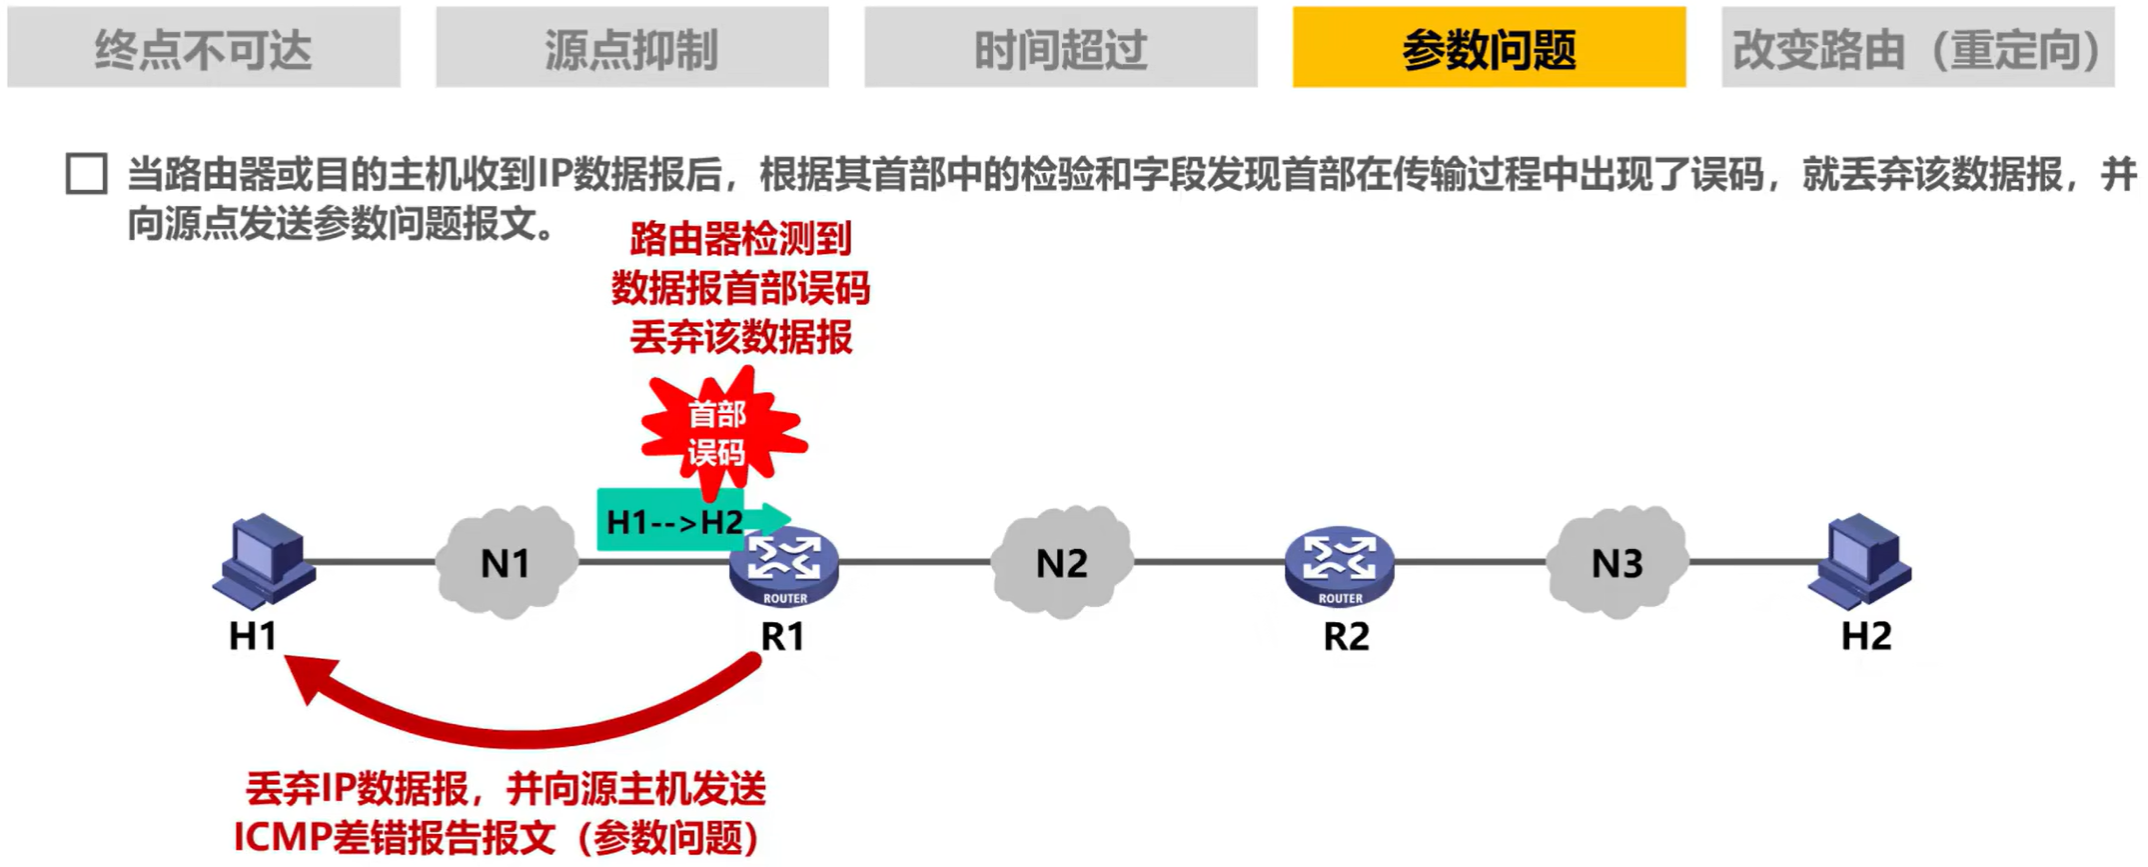 终点不可达
源点抑制
时间超过
参数问题
改变路由（重定向）
当路由器或目的主机收到IP数据报后，根据其首部中的检验和字段发现首部在传输过程中出现了误码，就丢弃该数据报，并
向源点发送参数问题报文。
路由器检测到
数据报首部误码
丢弃该数据报
首部
误码
H1-->H2
N1
N2
N3
ROUTER
ROUTER
H1
R1
R2
H2
丢弃IP数据报，并向源主机发送
ICMP差错报告报文（参数问题）